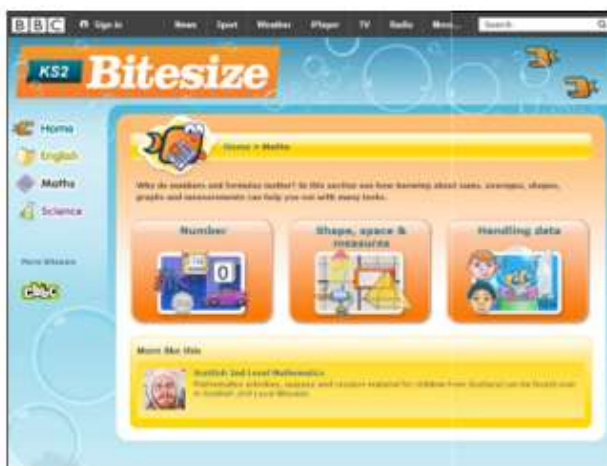 BBC Sign in News Sport Weather iPlayer TV Radio More... Search
KS2 Bitesize
Home
English
Maths
Science
More Bitesize
CBBC
Home > Maths
Why do numbers and formulas matter? In this section see how knowing about sums, averages, shapes,
graphs and measurements can help you out with many tasks.
Number
Shape, space &
measures
Handling data
0
More like this
Scottish 2nd Level Mathematics
Mathematics activities, quizzes and revision material for children from Scotland can be found over
in Scottish 2nd Level Bitesize.